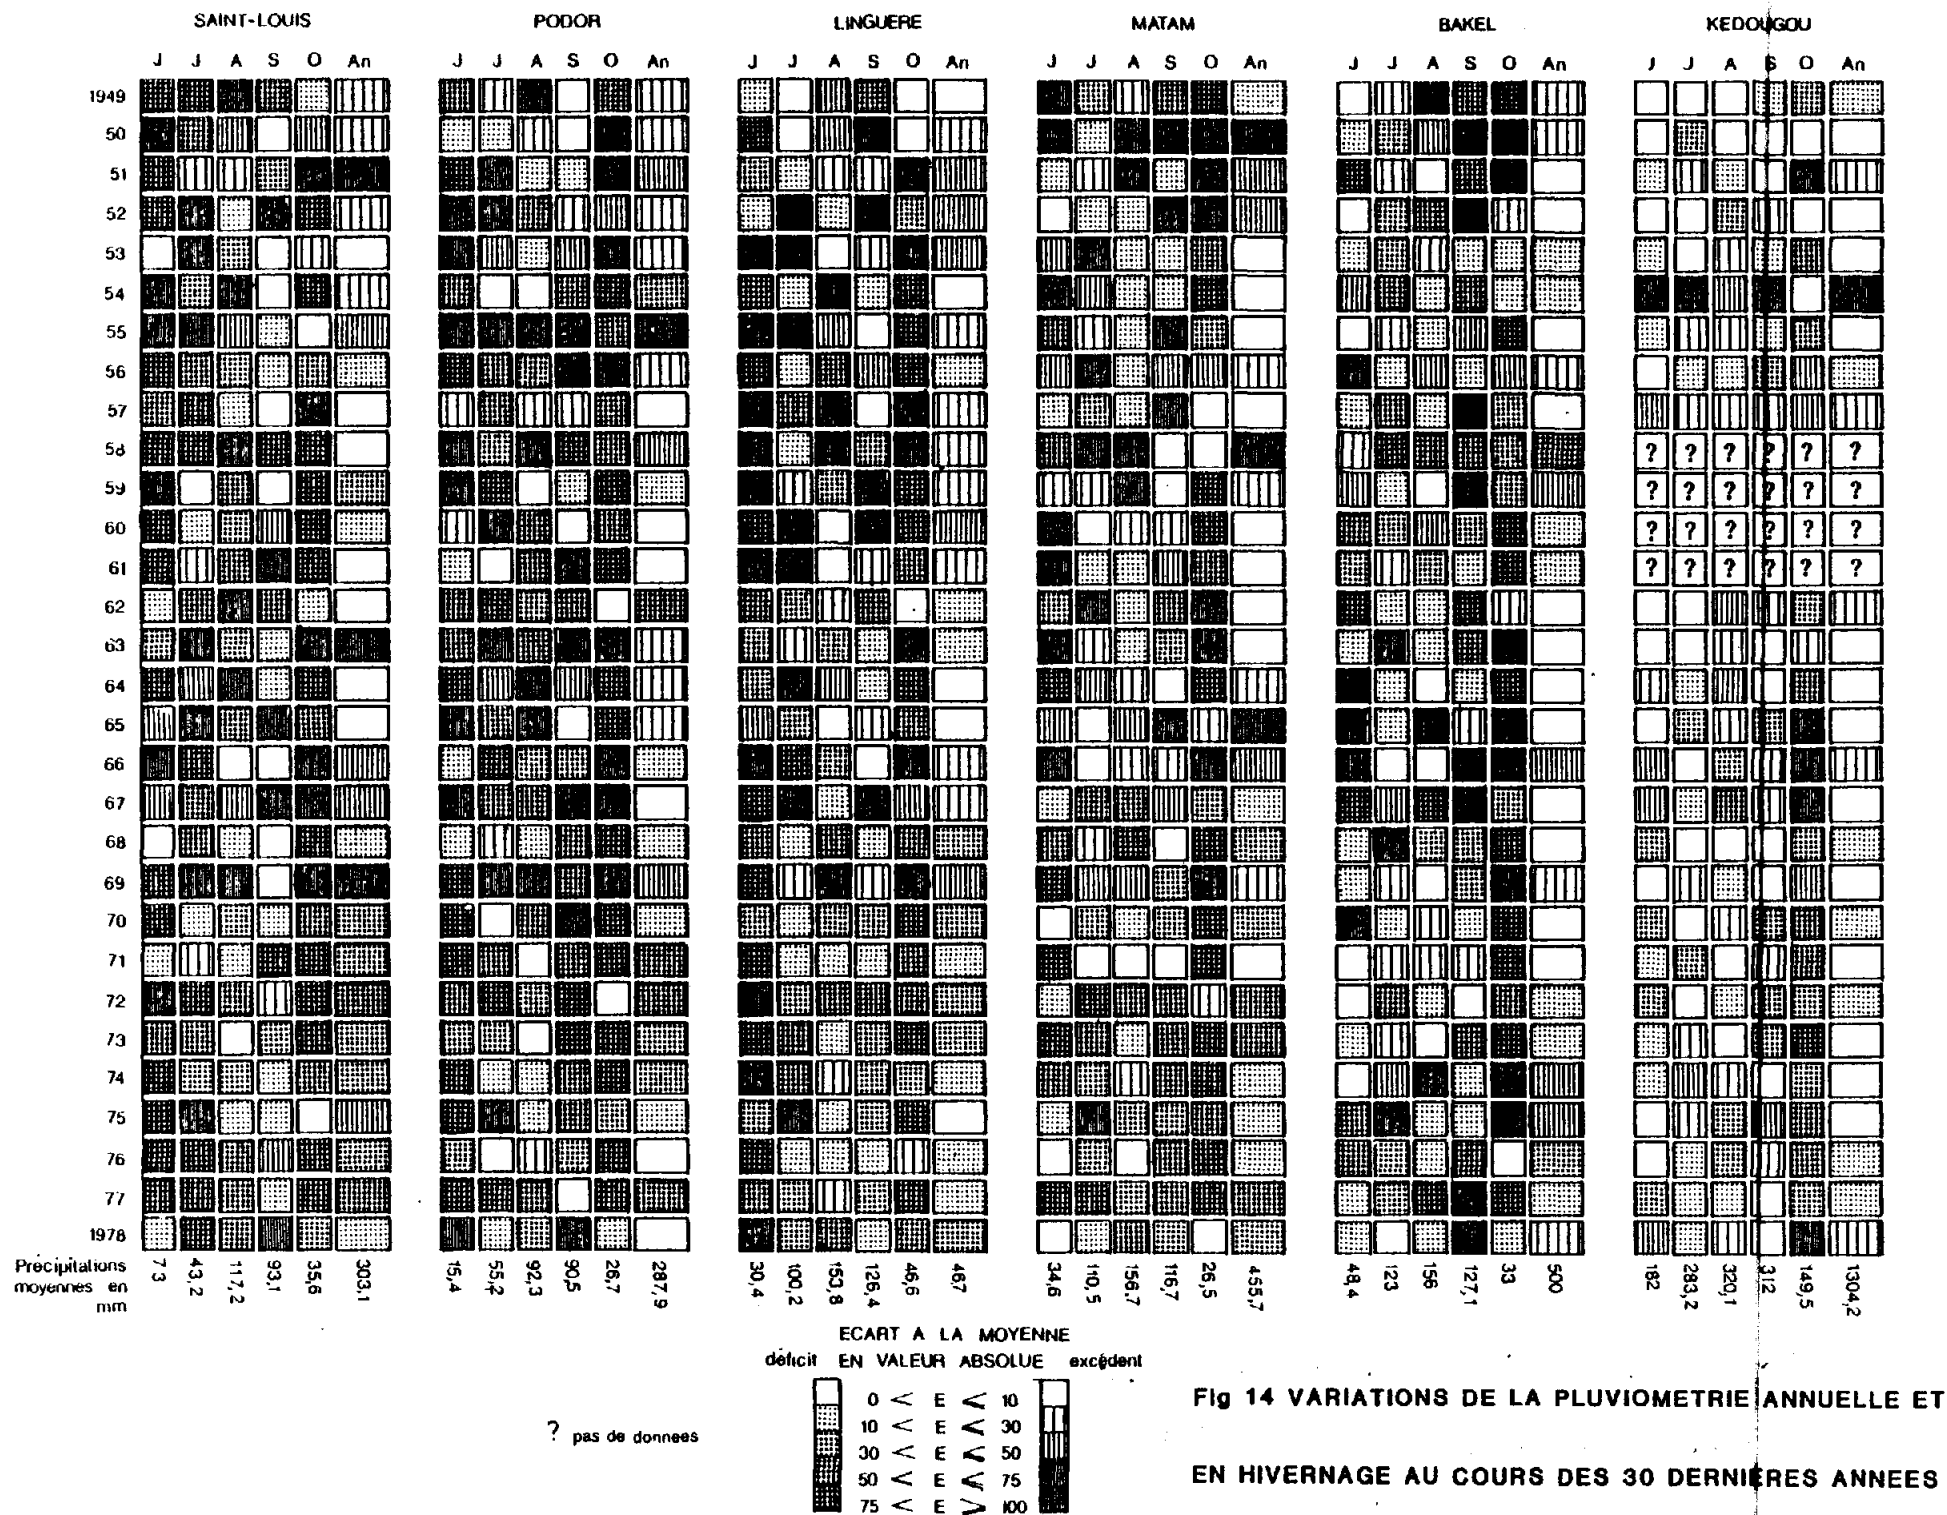 SAINT-LOUIS PODOR LINGUERE MATAM BAKEL KEDOUGOU
J J A S O An J J A S O An J J A S O An J J A S O An J J A S O An J J A S O An
1949
50
51
52
53
54
55
56
57
58 ? ? ? ? ? ?
59 ? ? ? ? ? ?
60 ? ? ? ? ? ?
61 ? ? ? ? ? ?
62
63
64
65
66
67
68
69
70
71
72
73
74
75
76
77
1978
Précipitations
moyennes en
mm
7,3 43,2 117,2 93,1 35,6 303,1 15,4 55,2 92,3 90,5 26,7 287,9 30,4 100,2 153,8 126,4 46,6 467 34,6 110,5 156,7 116,7 26,5 455,7 48,4 123 156 127,1 33 500 182 283,2 320,1 312 149,5 1304,2
ECART A LA MOYENNE
déficit EN VALEUR ABSOLUE excédent
0 < E ≤ 10
10 < E ≤ 30
30 < E ≤ 50
50 < E ≤ 75
75 < E ≥ 100
? pas de donnees
Fig 14 VARIATIONS DE LA PLUVIOMETRIE ANNUELLE ET
EN HIVERNAGE AU COURS DES 30 DERNIERES ANNEES